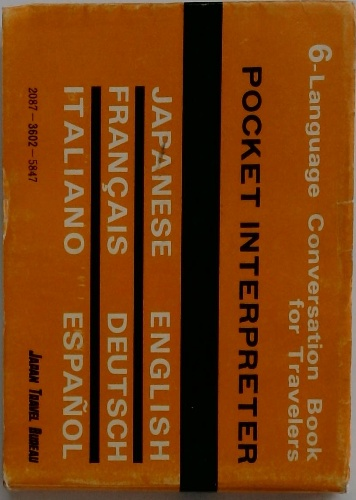 6-Language Conversation Book
for Travelers
POCKET INTERPRETER
JAPANESE ENGLISH
FRANÇAIS DEUTSCH
ITALIANO ESPAÑOL
2087-3602-5847 JAPAN TRAVEL BUREAU